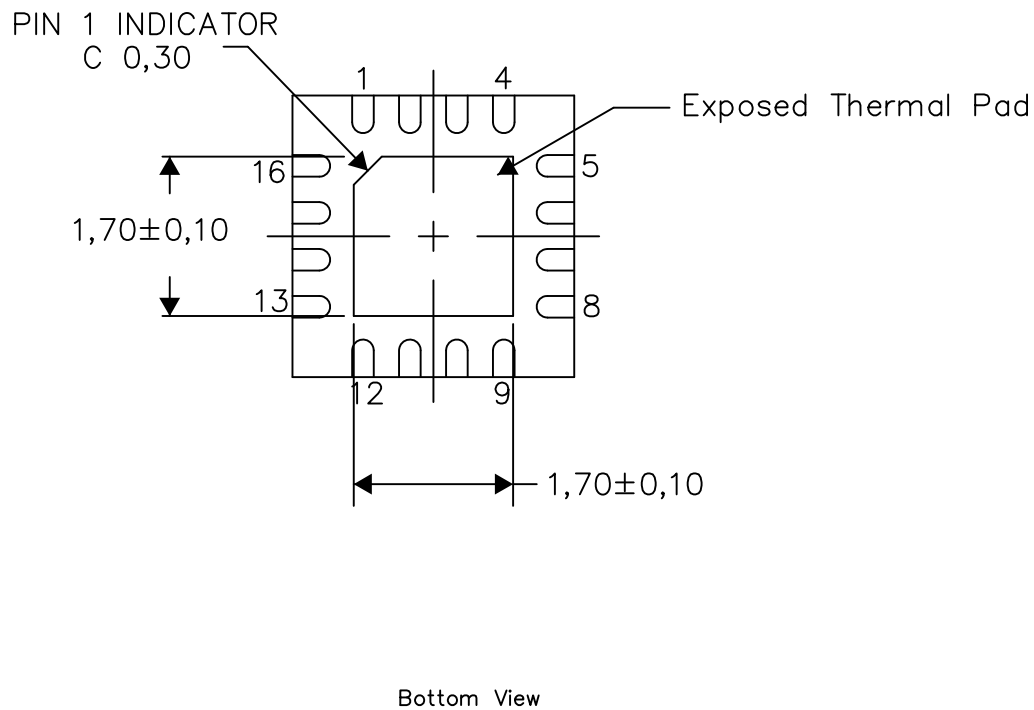 PIN 1 INDICATOR
C 0,30
1
4
Exposed Thermal Pad
16
5
1,70±0,10
13
8
12
9
1,70±0,10
Bottom View